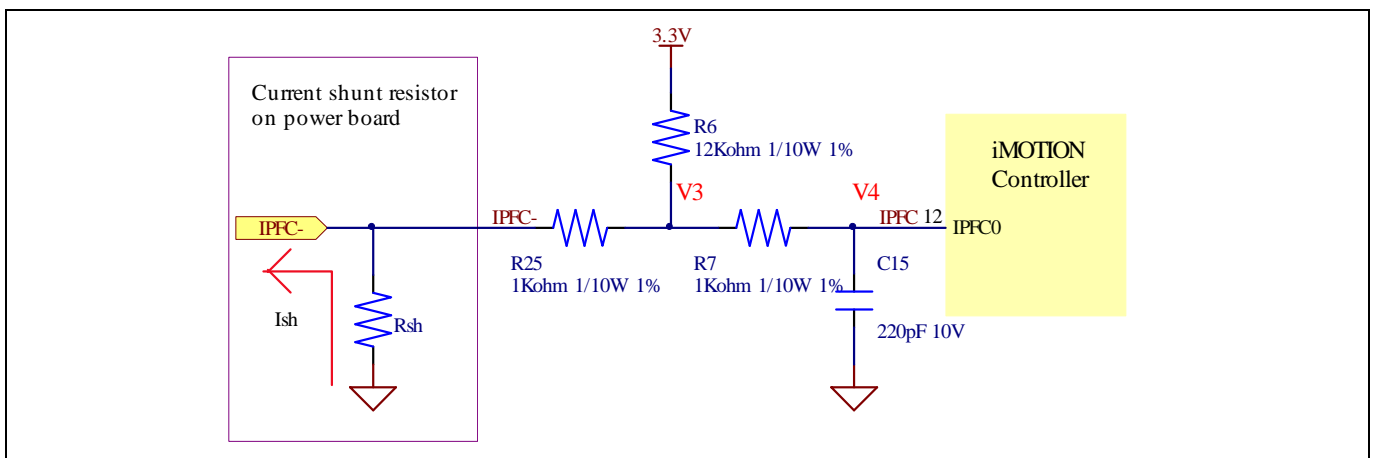 3.3V
Current shunt resistor
on power board
R6
12Kohm 1/10W 1%
iMOTION
Controller
V3
V4
IPFC-
IPFC-
IPFC 12
IPFC0
R25
1Kohm 1/10W 1%
R7
1Kohm 1/10W 1%
C15
Ish
Rsh
220pF 10V